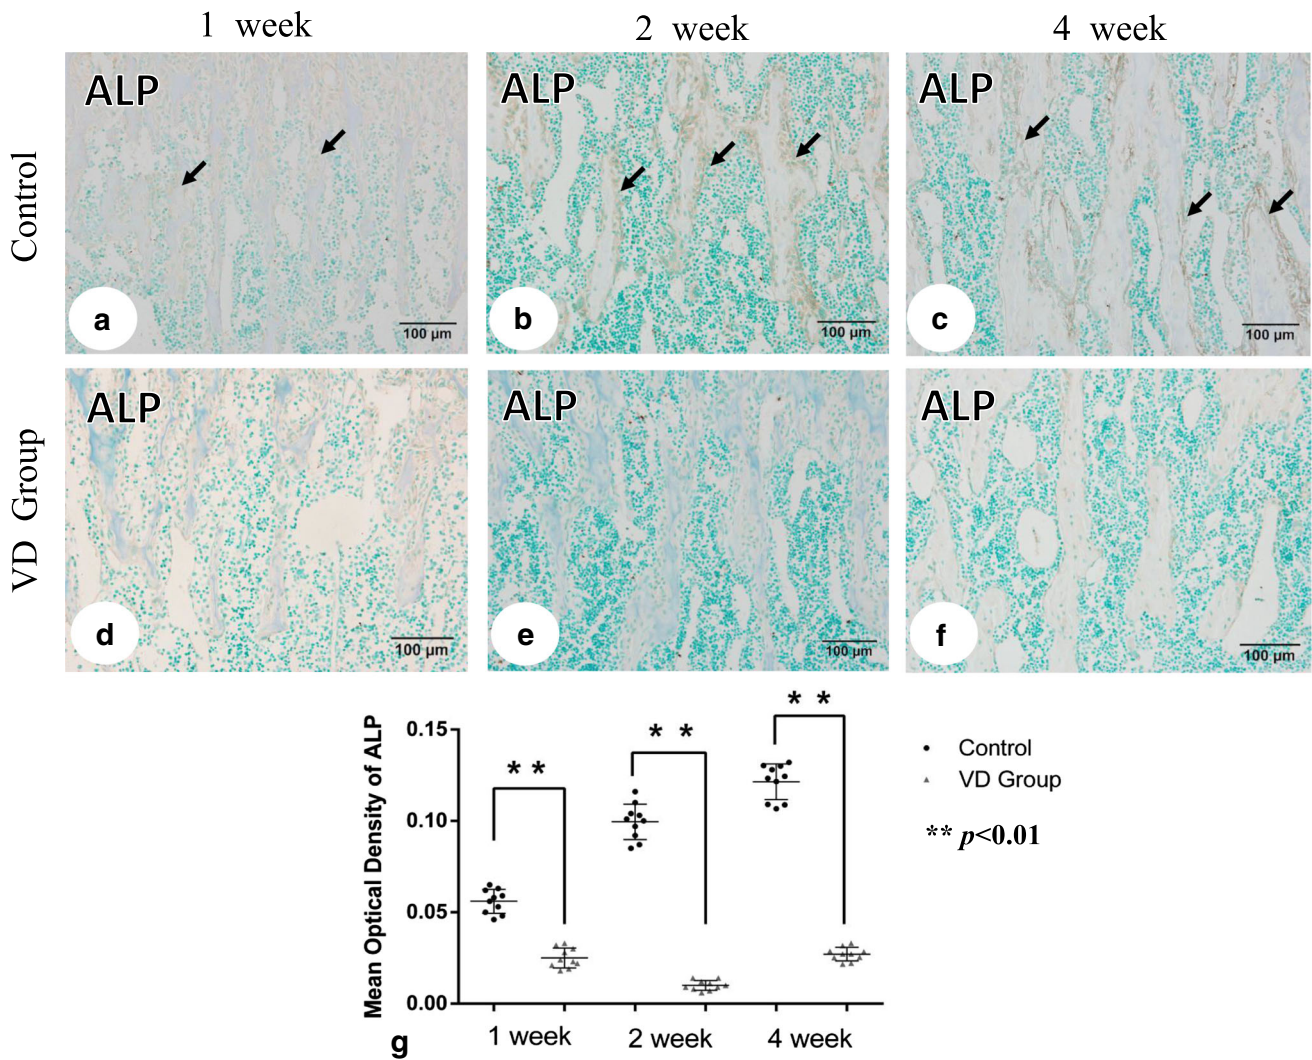 1 week
2 week
4 week
Control
ALP
a
100 µm
ALP
b
100 µm
ALP
c
100 µm
VD Group
ALP
d
100 µm
ALP
e
100 µm
ALP
f
100 µm
Mean Optical Density of ALP
0.15
0.10
0.05
0.00
* *
* *
* *
1 week
2 week
4 week
g
Control
VD Group
** p<0.01